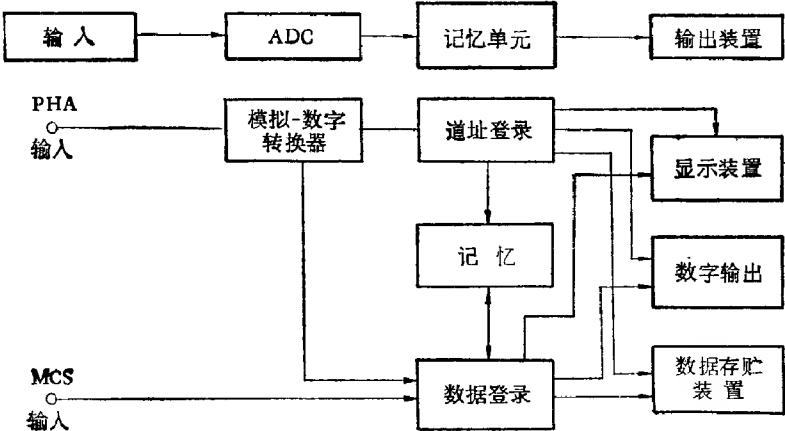 输 入
ADC
记忆单元
输出装置
PHA
输入
模拟-数字
转换器
道址登录
显示装置
记 忆
数字输出
MCS
输入
数据登录
数据存贮
装 置